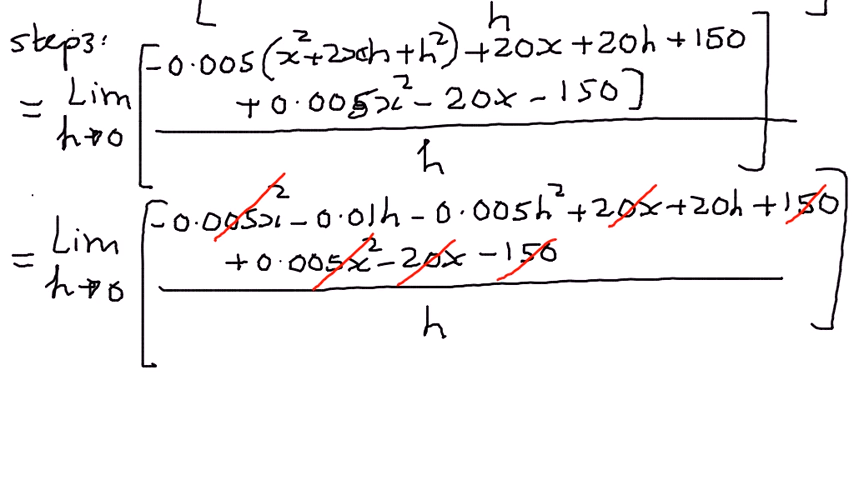 h
step3:
[-0.005(x²+2xh+h²)+20x+20h+150
= Lim
h→0
+0.005x²-20x-150]
h
[-0.005x²-0.01h-0.005h²+20x+20h+150
= Lim
h→0
+0.005x²-20x-150
h